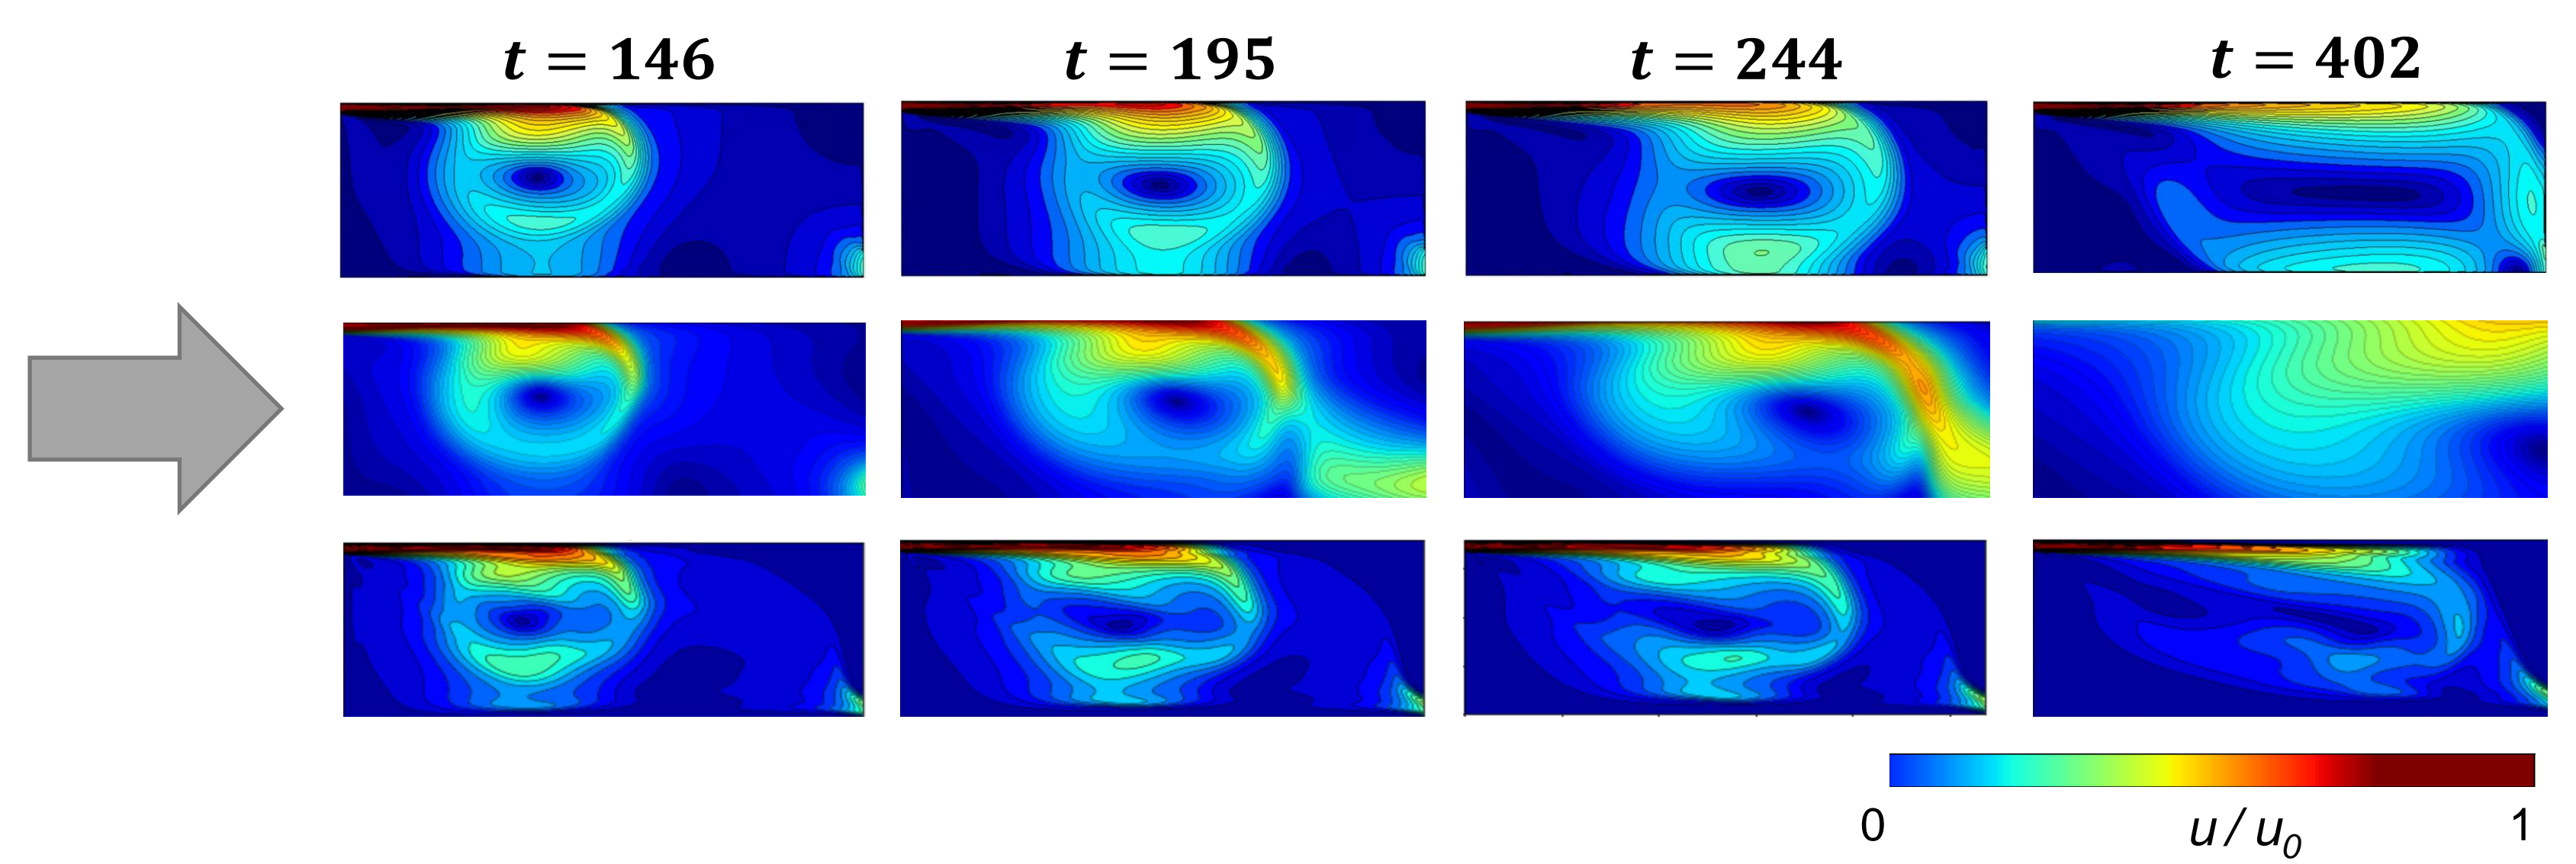 t = 146
t = 195
t = 244
t = 402
0
u / u₀
1